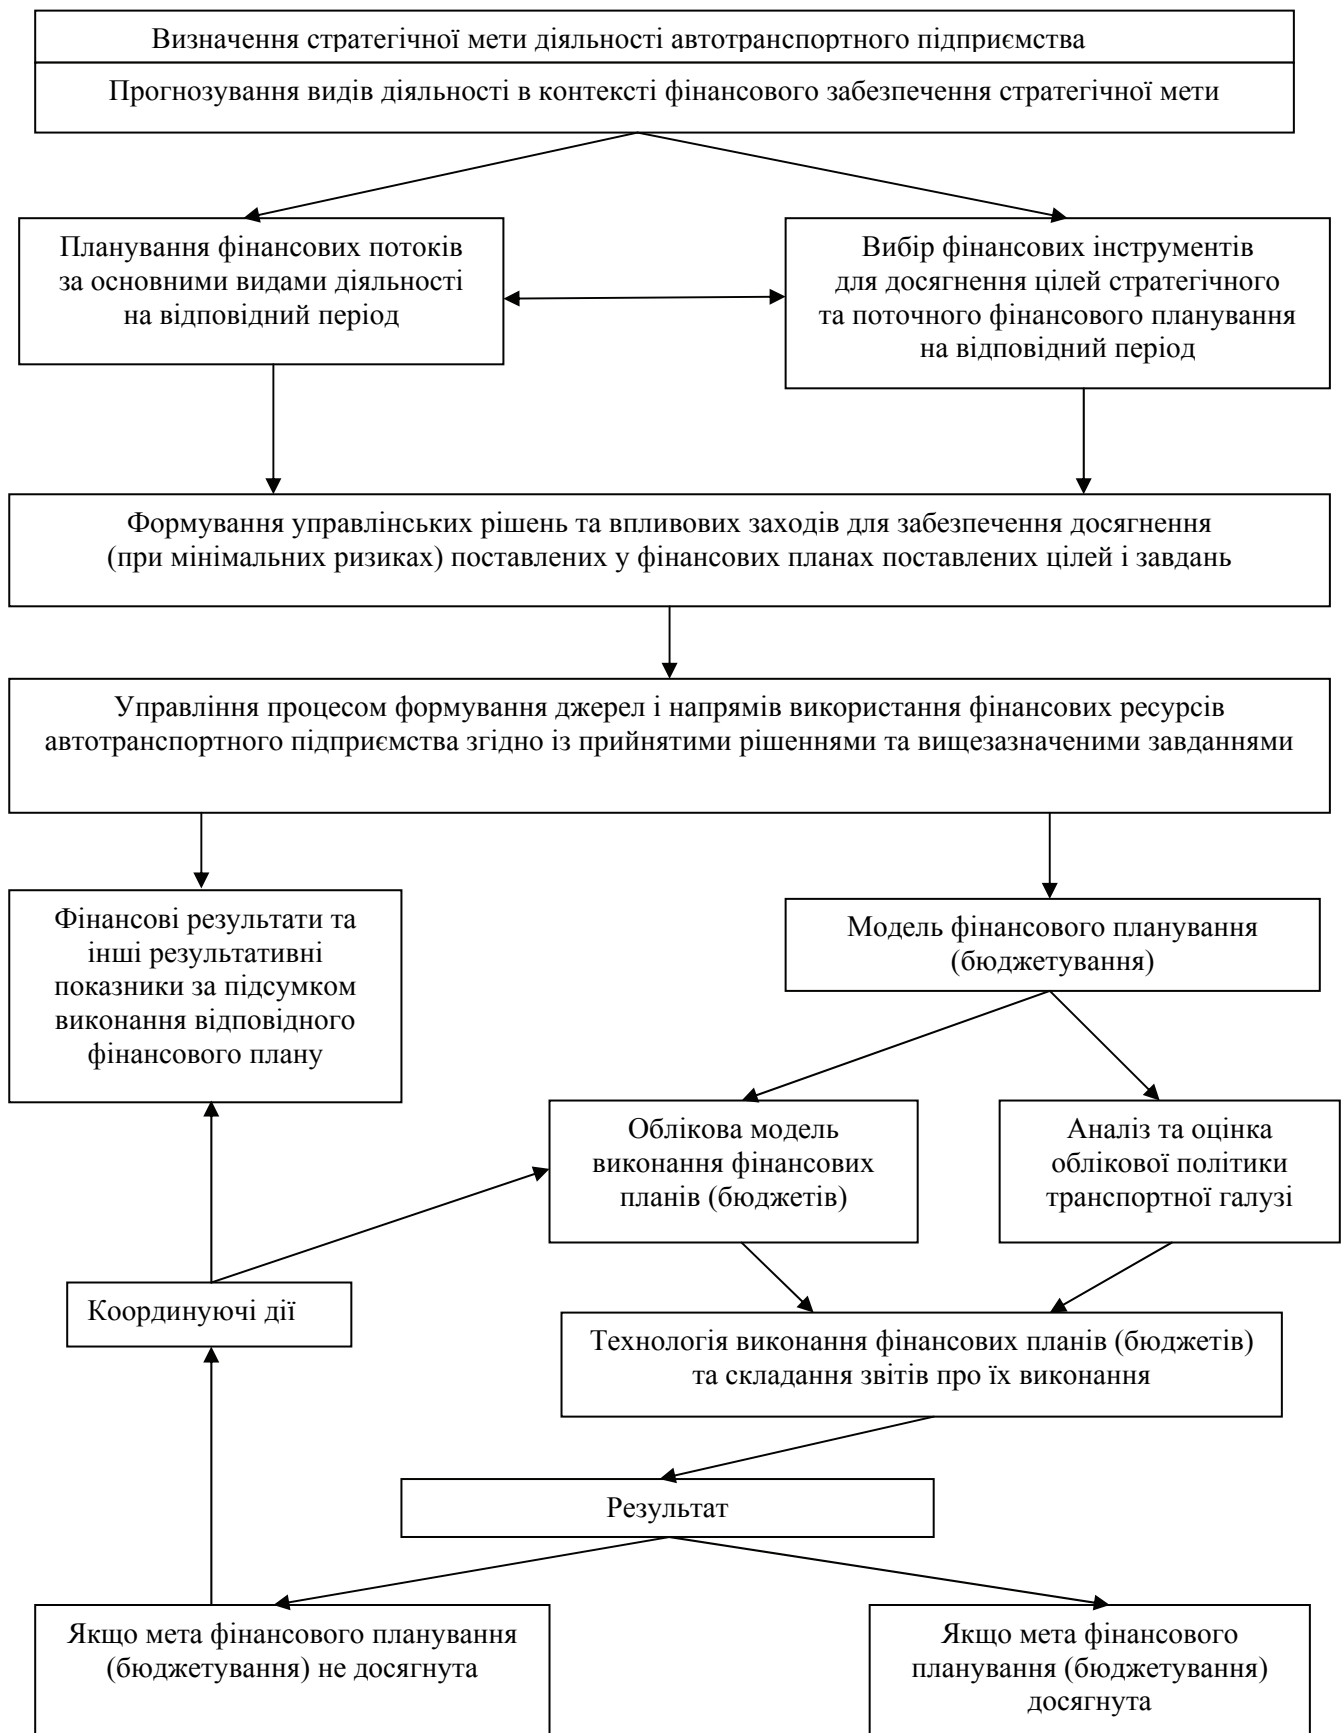 Визначення стратегічної мети діяльності автотранспортного підприємства
Прогнозування видів діяльності в контексті фінансового забезпечення стратегічної мети
Планування фінансових потоків
за основними видами діяльності
на відповідний період
Вибір фінансових інструментів
для досягнення цілей стратегічного
та поточного фінансового планування
на відповідний період
Формування управлінських рішень та впливових заходів для забезпечення досягнення
(при мінімальних ризиках) поставлених у фінансових планах поставлених цілей і завдань
Управління процесом формування джерел і напрямів використання фінансових ресурсів
автотранспортного підприємства згідно із прийнятими рішеннями та вищезазначеними завданнями
Фінансові результати та
інші результативні
показники за підсумком
виконання відповідного
фінансового плану
Модель фінансового планування
(бюджетування)
Облікова модель
виконання фінансових
планів (бюджетів)
Аналіз та оцінка
облікової політики
транспортної галузі
Координуючі дії
Технологія виконання фінансових планів (бюджетів)
та складання звітів про їх виконання
Результат
Якщо мета фінансового планування
(бюджетування) не досягнута
Якщо мета фінансового
планування (бюджетування)
досягнута